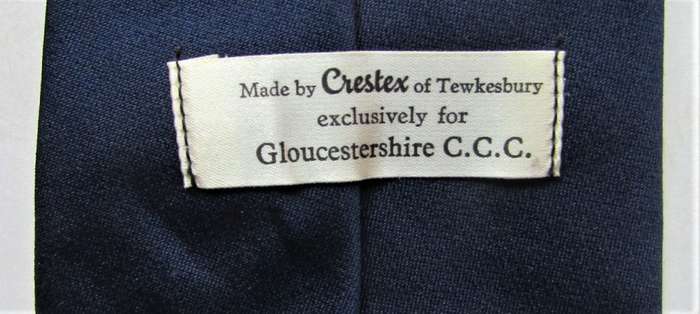 Made by Crestex of Tewkesbury
exclusively for
Gloucestershire C.C.C.